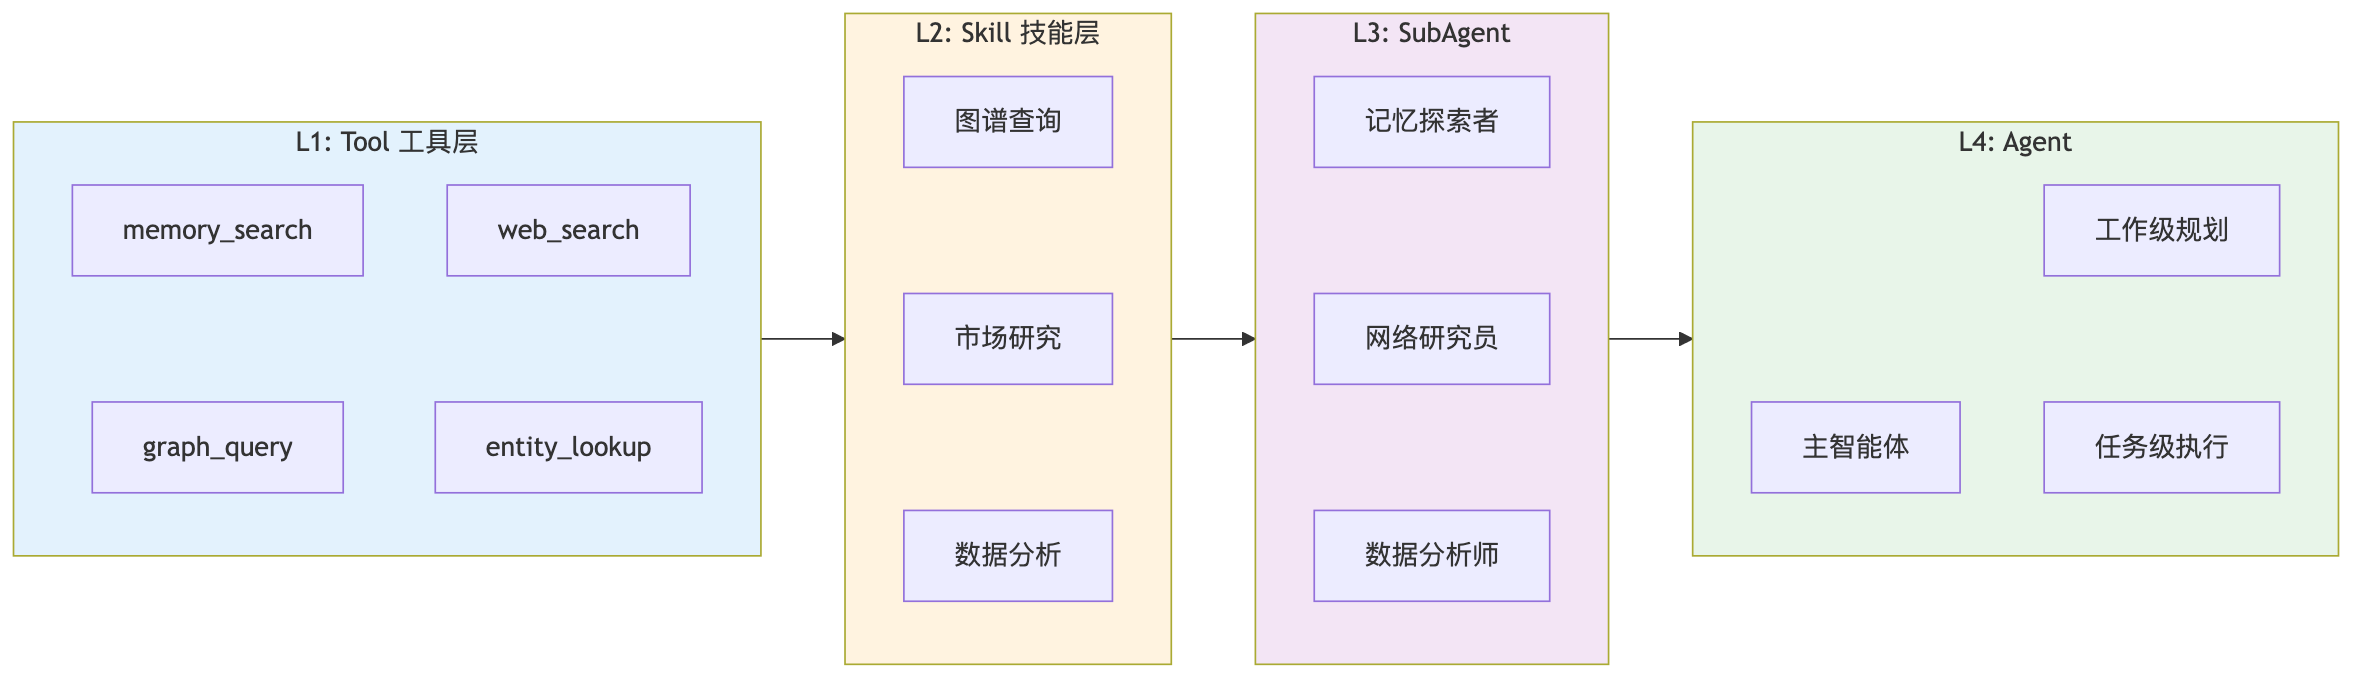 L1: Tool 工具层
memory_search
web_search
graph_query
entity_lookup
L2: Skill 技能层
图谱查询
市场研究
数据分析
L3: SubAgent
记忆探索者
网络研究员
数据分析师
L4: Agent
工作级规划
主智能体
任务级执行